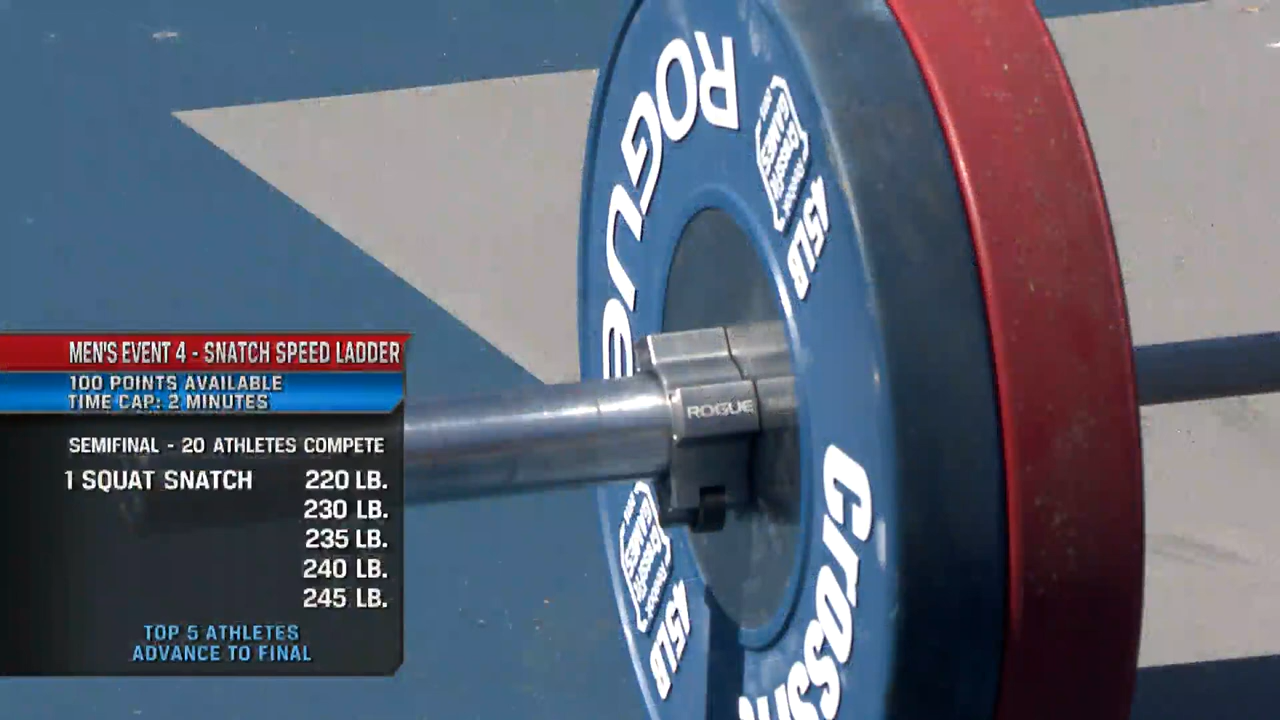 MEN'S EVENT 4 - SNATCH SPEED LADDER
100 POINTS AVAILABLE
TIME CAP: 2 MINUTES
SEMIFINAL - 20 ATHLETES COMPETE
1 SQUAT SNATCH 220 LB.
230 LB.
235 LB.
240 LB.
245 LB.
TOP 5 ATHLETES
ADVANCE TO FINAL
ROGUE
45LB
ROGUE
CrossFi
CrossFit
GAMES
45LB